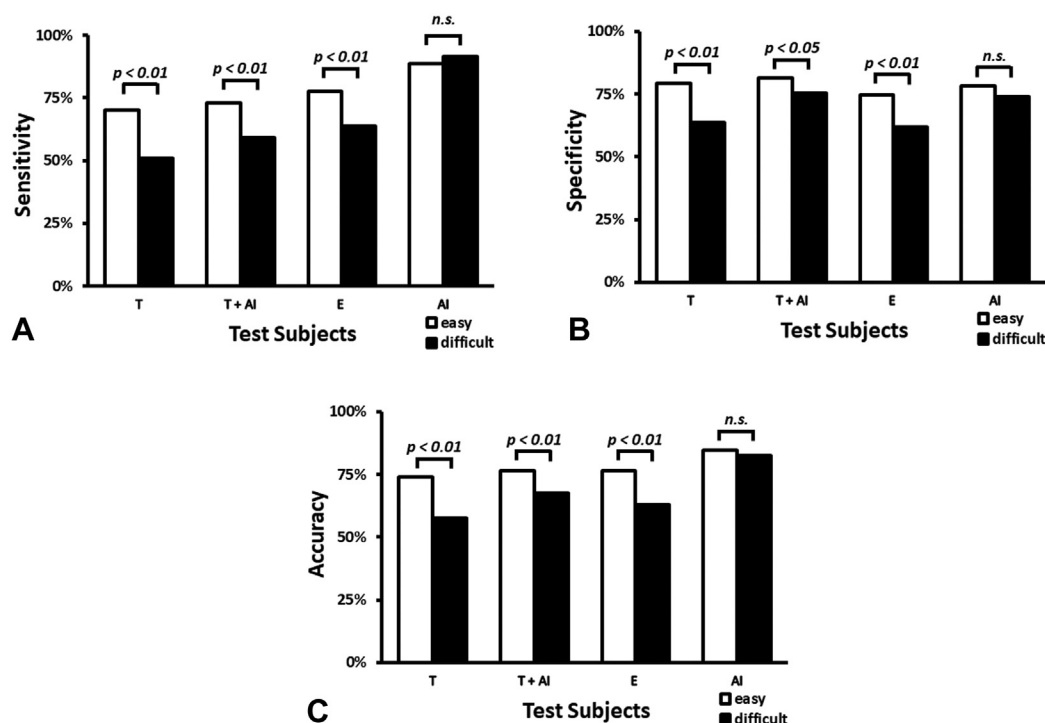 n.s.
100%
p < 0.01
p < 0.01
p < 0.01
75%
50%
25%
0%
Sensitivity
T
T + AI
E
AI
Test Subjects
easy
difficult
A
100%
p < 0.01
p < 0.05
p < 0.01
n.s.
75%
50%
25%
0%
Specificity
T
T + AI
E
AI
Test Subjects
easy
difficult
B
100%
p < 0.01
p < 0.01
p < 0.01
n.s.
75%
50%
25%
0%
Accuracy
T
T + AI
E
AI
Test Subjects
easy
difficult
C